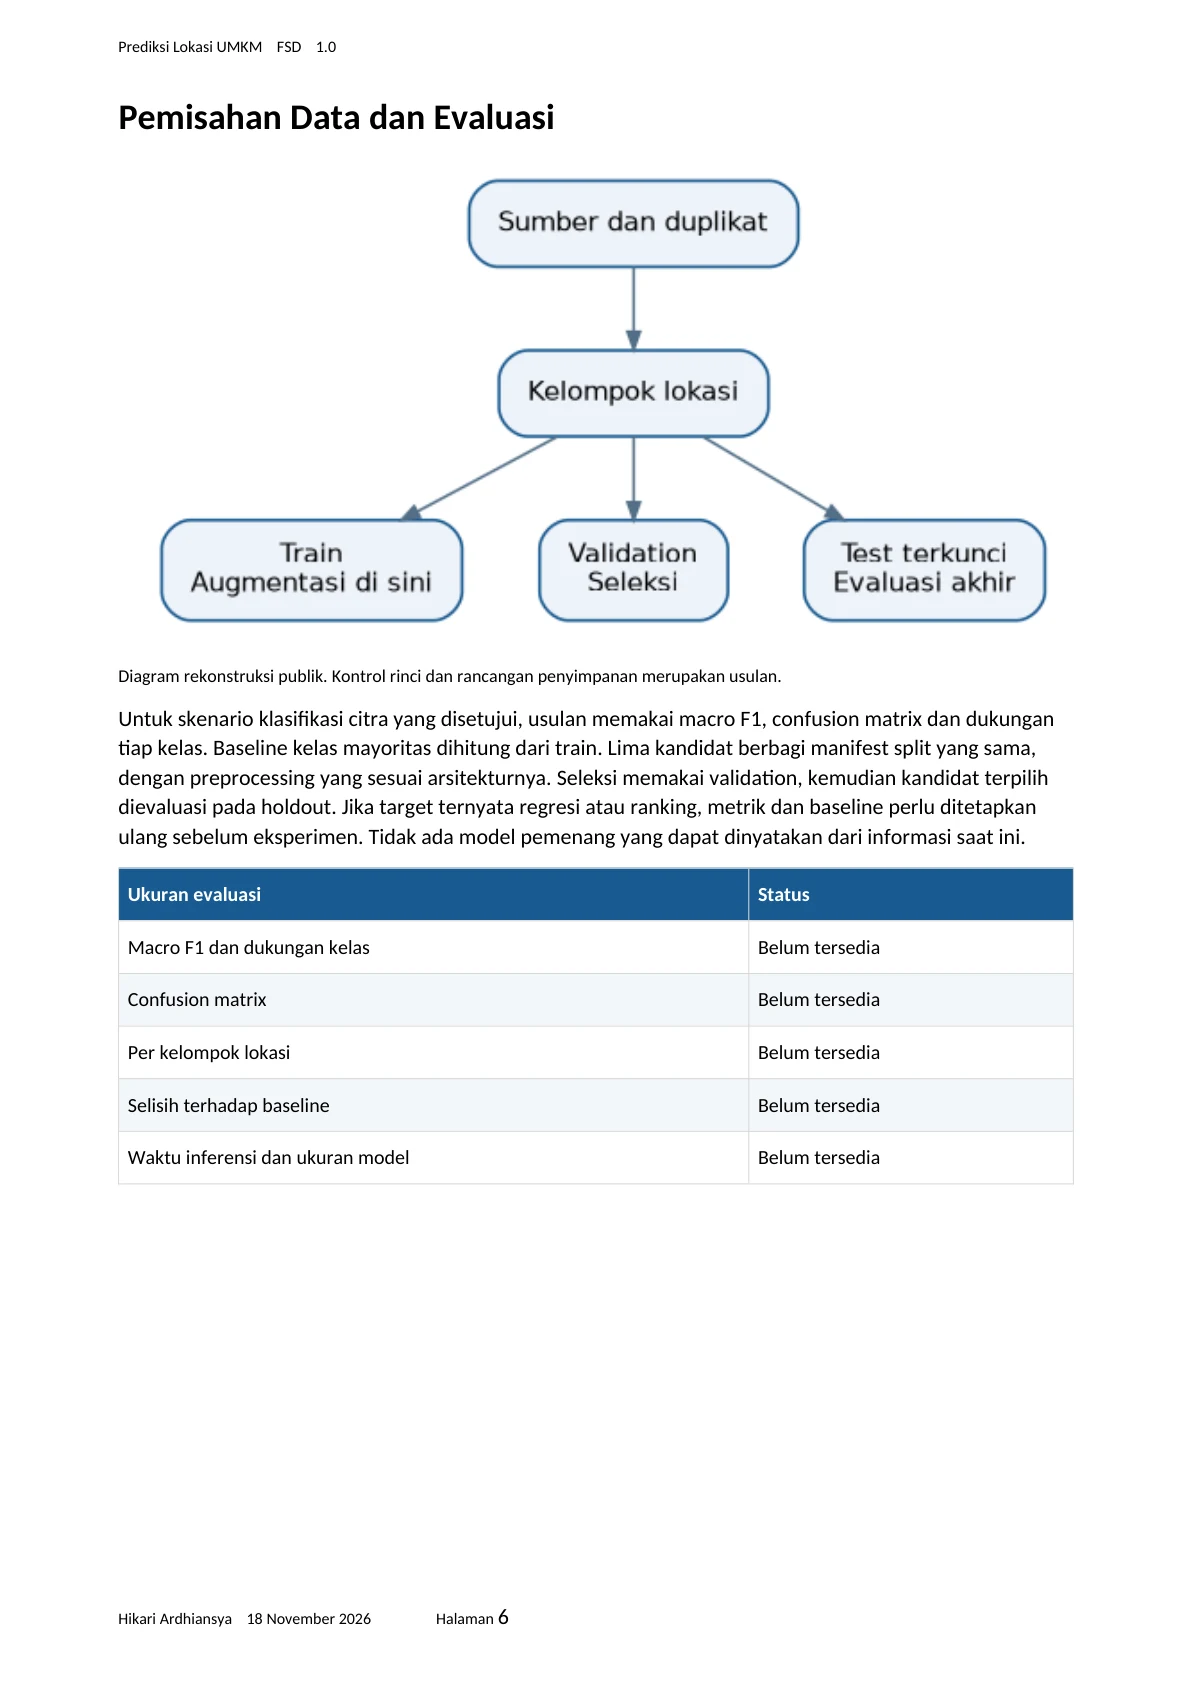 Prediksi Lokasi UMKM FSD 1.0
Pemisahan Data dan Evaluasi
Sumber dan duplikat
Kelompok lokasi
Train
Augmentasi di sini
Validation
Seleksi
Test terkunci
Evaluasi akhir
Diagram rekonstruksi publik. Kontrol rinci dan rancangan penyimpanan merupakan usulan.
Untuk skenario klasifikasi citra yang disetujui, usulan memakai macro F1, confusion matrix dan dukungan
tiap kelas. Baseline kelas mayoritas dihitung dari train. Lima kandidat berbagi manifest split yang sama,
dengan preprocessing yang sesuai arsitekturnya. Seleksi memakai validation, kemudian kandidat terpilih
dievaluasi pada holdout. Jika target ternyata regresi atau ranking, metrik dan baseline perlu ditetapkan
ulang sebelum eksperimen. Tidak ada model pemenang yang dapat dinyatakan dari informasi saat ini.
Ukuran evaluasi Status
Macro F1 dan dukungan kelas Belum tersedia
Confusion matrix Belum tersedia
Per kelompok lokasi Belum tersedia
Selisih terhadap baseline Belum tersedia
Waktu inferensi dan ukuran model Belum tersedia
Hikari Ardhiansya 18 November 2026 Halaman 6